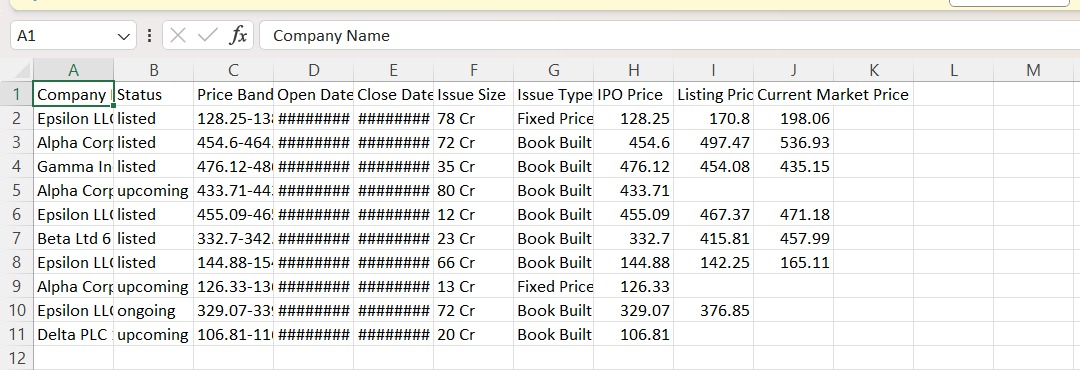 A1 fx Company Name
A B C D E F G H I J K L M
1 Company Status Price Band Open Date Close Date Issue Size Issue Type IPO Price Listing Pric Current Market Price
2 Epsilon LL listed 128.25-13 ######## ######## 78 Cr Fixed Price 128.25 170.8 198.06
3 Alpha Corp listed 454.6-464. ######## ######## 72 Cr Book Built 454.6 497.47 536.93
4 Gamma In listed 476.12-48 ######## ######## 35 Cr Book Built 476.12 454.08 435.15
5 Alpha Corp upcoming 433.71-44 ######## ######## 80 Cr Book Built 433.71
6 Epsilon LL listed 455.09-46 ######## ######## 12 Cr Book Built 455.09 467.37 471.18
7 Beta Ltd 6 listed 332.7-342. ######## ######## 23 Cr Book Built 332.7 415.81 457.99
8 Epsilon LL listed 144.88-15 ######## ######## 66 Cr Book Built 144.88 142.25 165.11
9 Alpha Corp upcoming 126.33-13 ######## ######## 13 Cr Fixed Price 126.33
10 Epsilon LL ongoing 329.07-33 ######## ######## 72 Cr Book Built 329.07 376.85
11 Delta PLC upcoming 106.81-11 ######## ######## 20 Cr Book Built 106.81
12